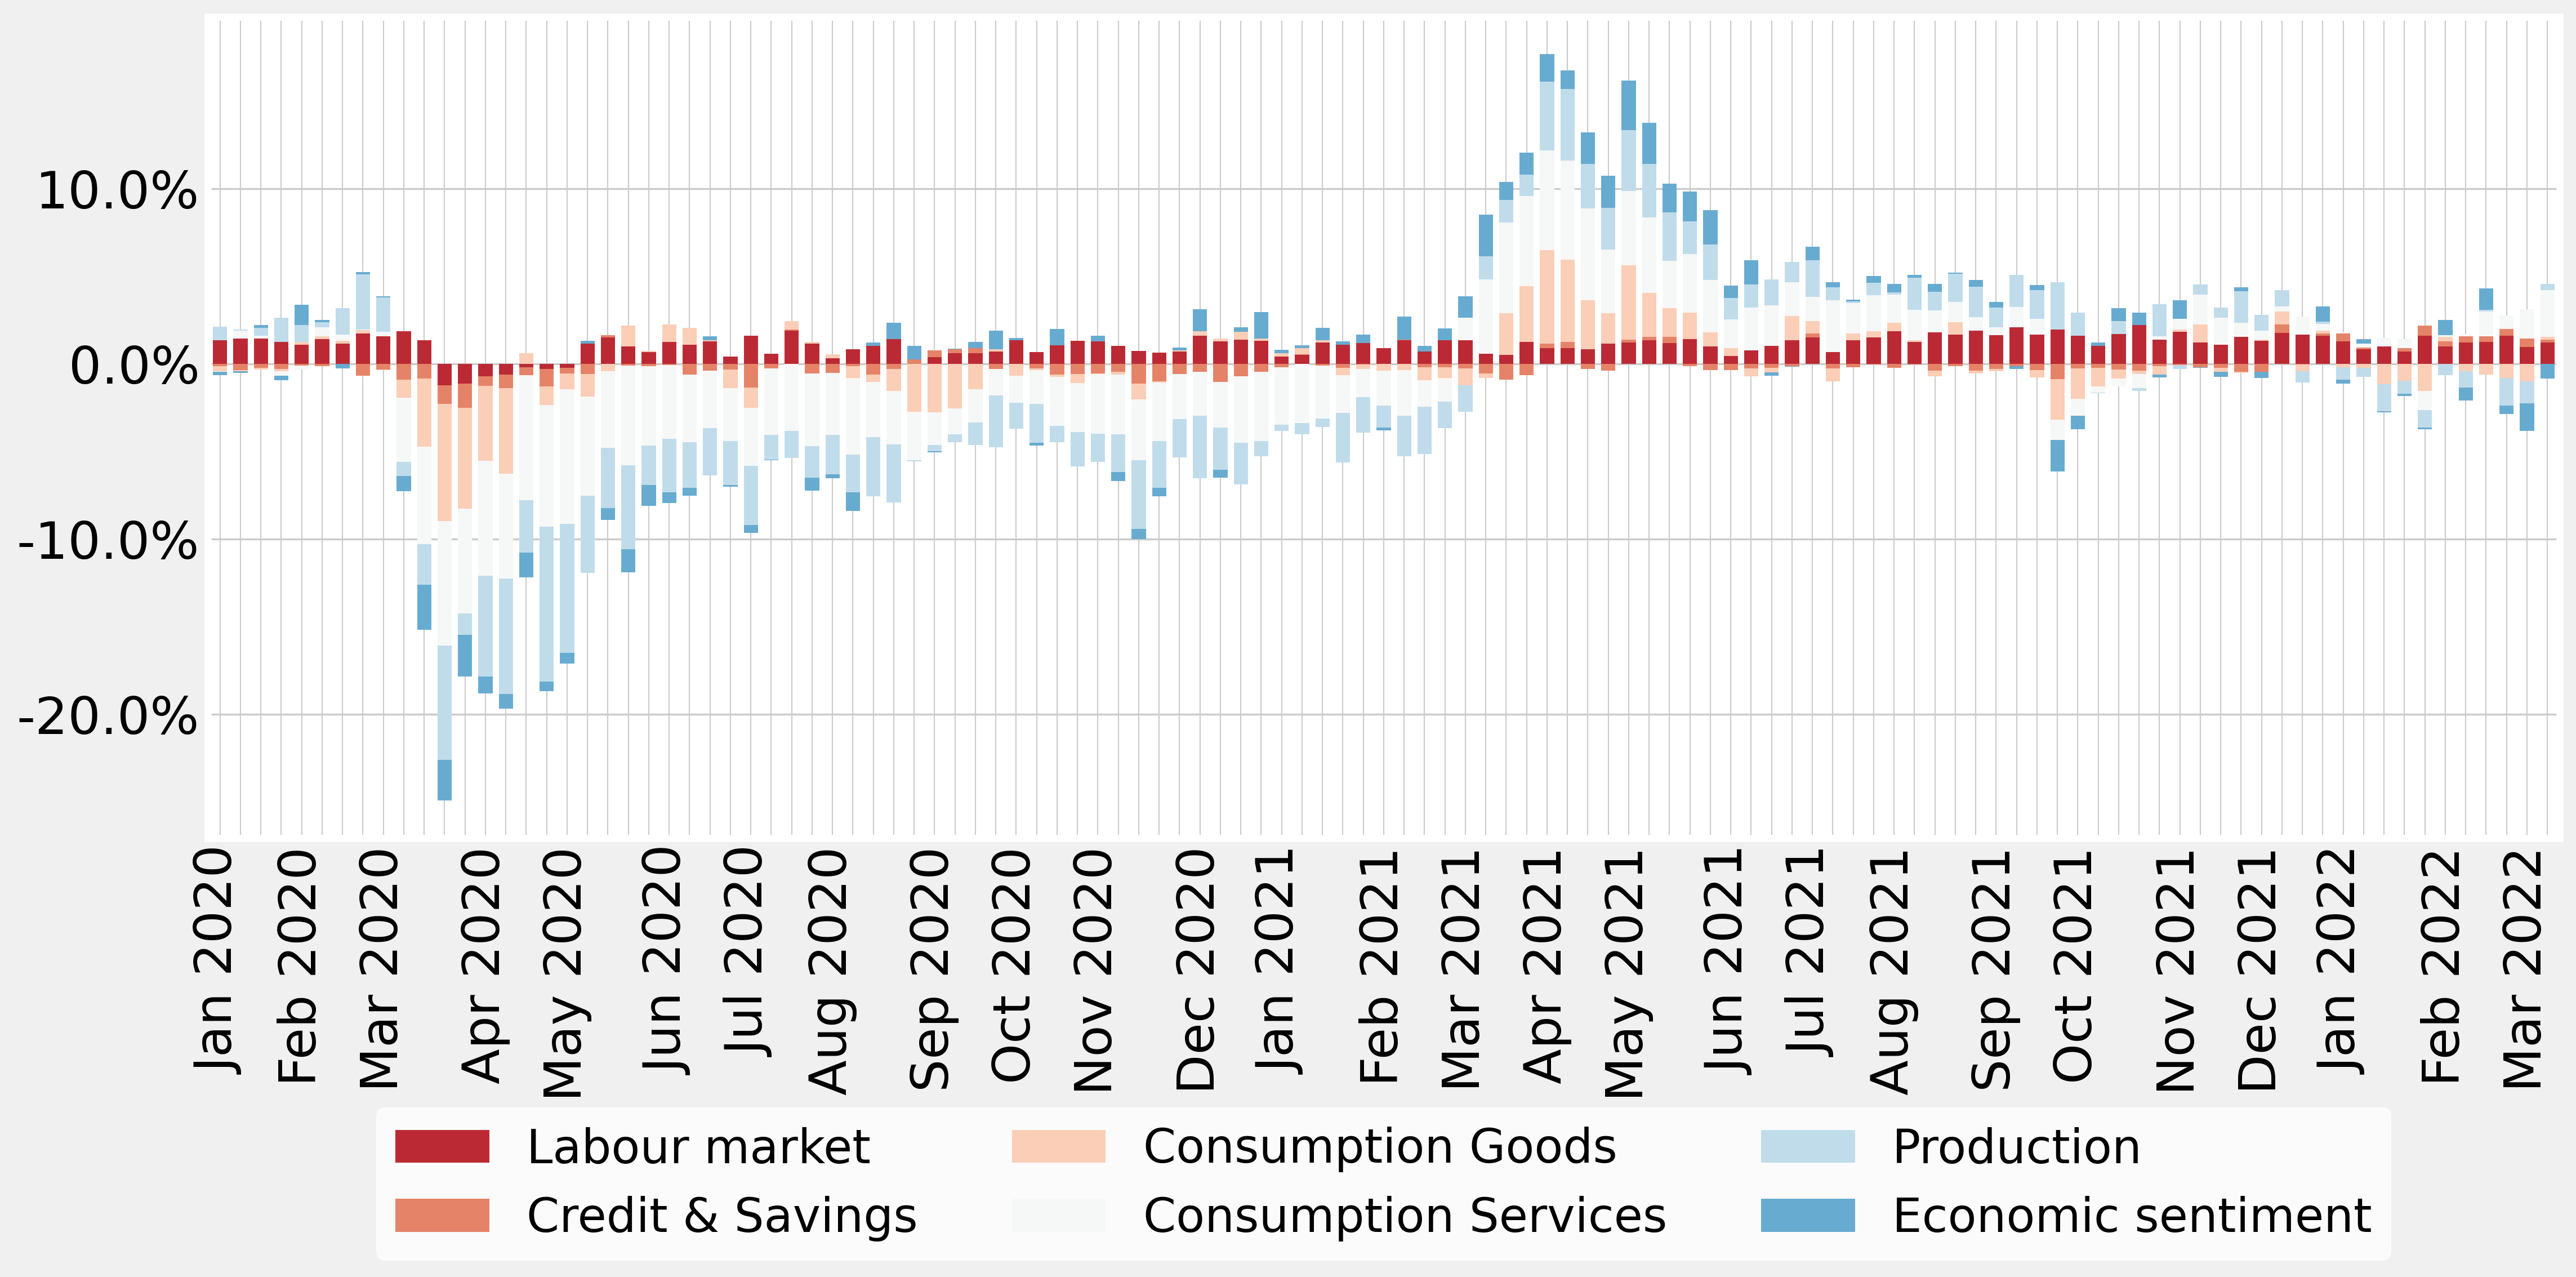 10.0%
0.0%
-10.0%
-20.0%
Jan 2020
Feb 2020
Mar 2020
Apr 2020
May 2020
Jun 2020
Jul 2020
Aug 2020
Sep 2020
Oct 2020
Nov 2020
Dec 2020
Jan 2021
Feb 2021
Mar 2021
Apr 2021
May 2021
Jun 2021
Jul 2021
Aug 2021
Sep 2021
Oct 2021
Nov 2021
Dec 2021
Jan 2022
Feb 2022
Mar 2022
Labour market
Credit & Savings
Consumption Goods
Consumption Services
Production
Economic sentiment